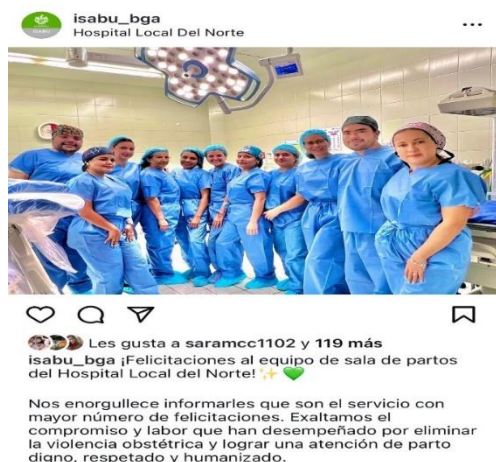 isabu_bga
Hospital Local Del Norte
ISABU
Les gusta a saramcc1102 y 119 más
isabu_bga ¡Felicitaciones al equipo de sala de partos
del Hospital Local del Norte!✨💚
Nos enorgullece informarles que son el servicio con
mayor número de felicitaciones. Exaltamos el
compromiso y labor que han desempeñado por eliminar
la violencia obstétrica y lograr una atención de parto
digno, respetado y humanizado.